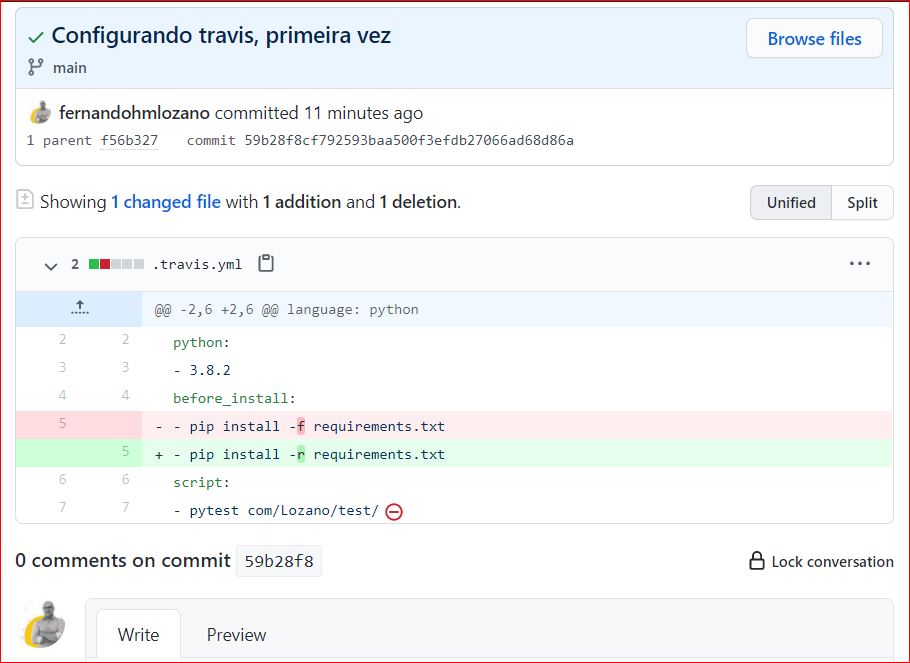 Configurando travis, primeira vez
Browse files
main
fernandohmlozano committed 11 minutes ago
1 parent f56b327 commit 59b28f8cf792593baa500f3efdb27066ad68d86a
Showing 1 changed file with 1 addition and 1 deletion.
Unified Split
2 .travis.yml
@@ -2,6 +2,6 @@ language: python
2 2 python:
3 3 - 3.8.2
4 4 before_install:
5 - - pip install -f requirements.txt
5 + - pip install -r requirements.txt
6 6 script:
7 7 - pytest com/Lozano/test/
0 comments on commit 59b28f8
Lock conversation
Write Preview